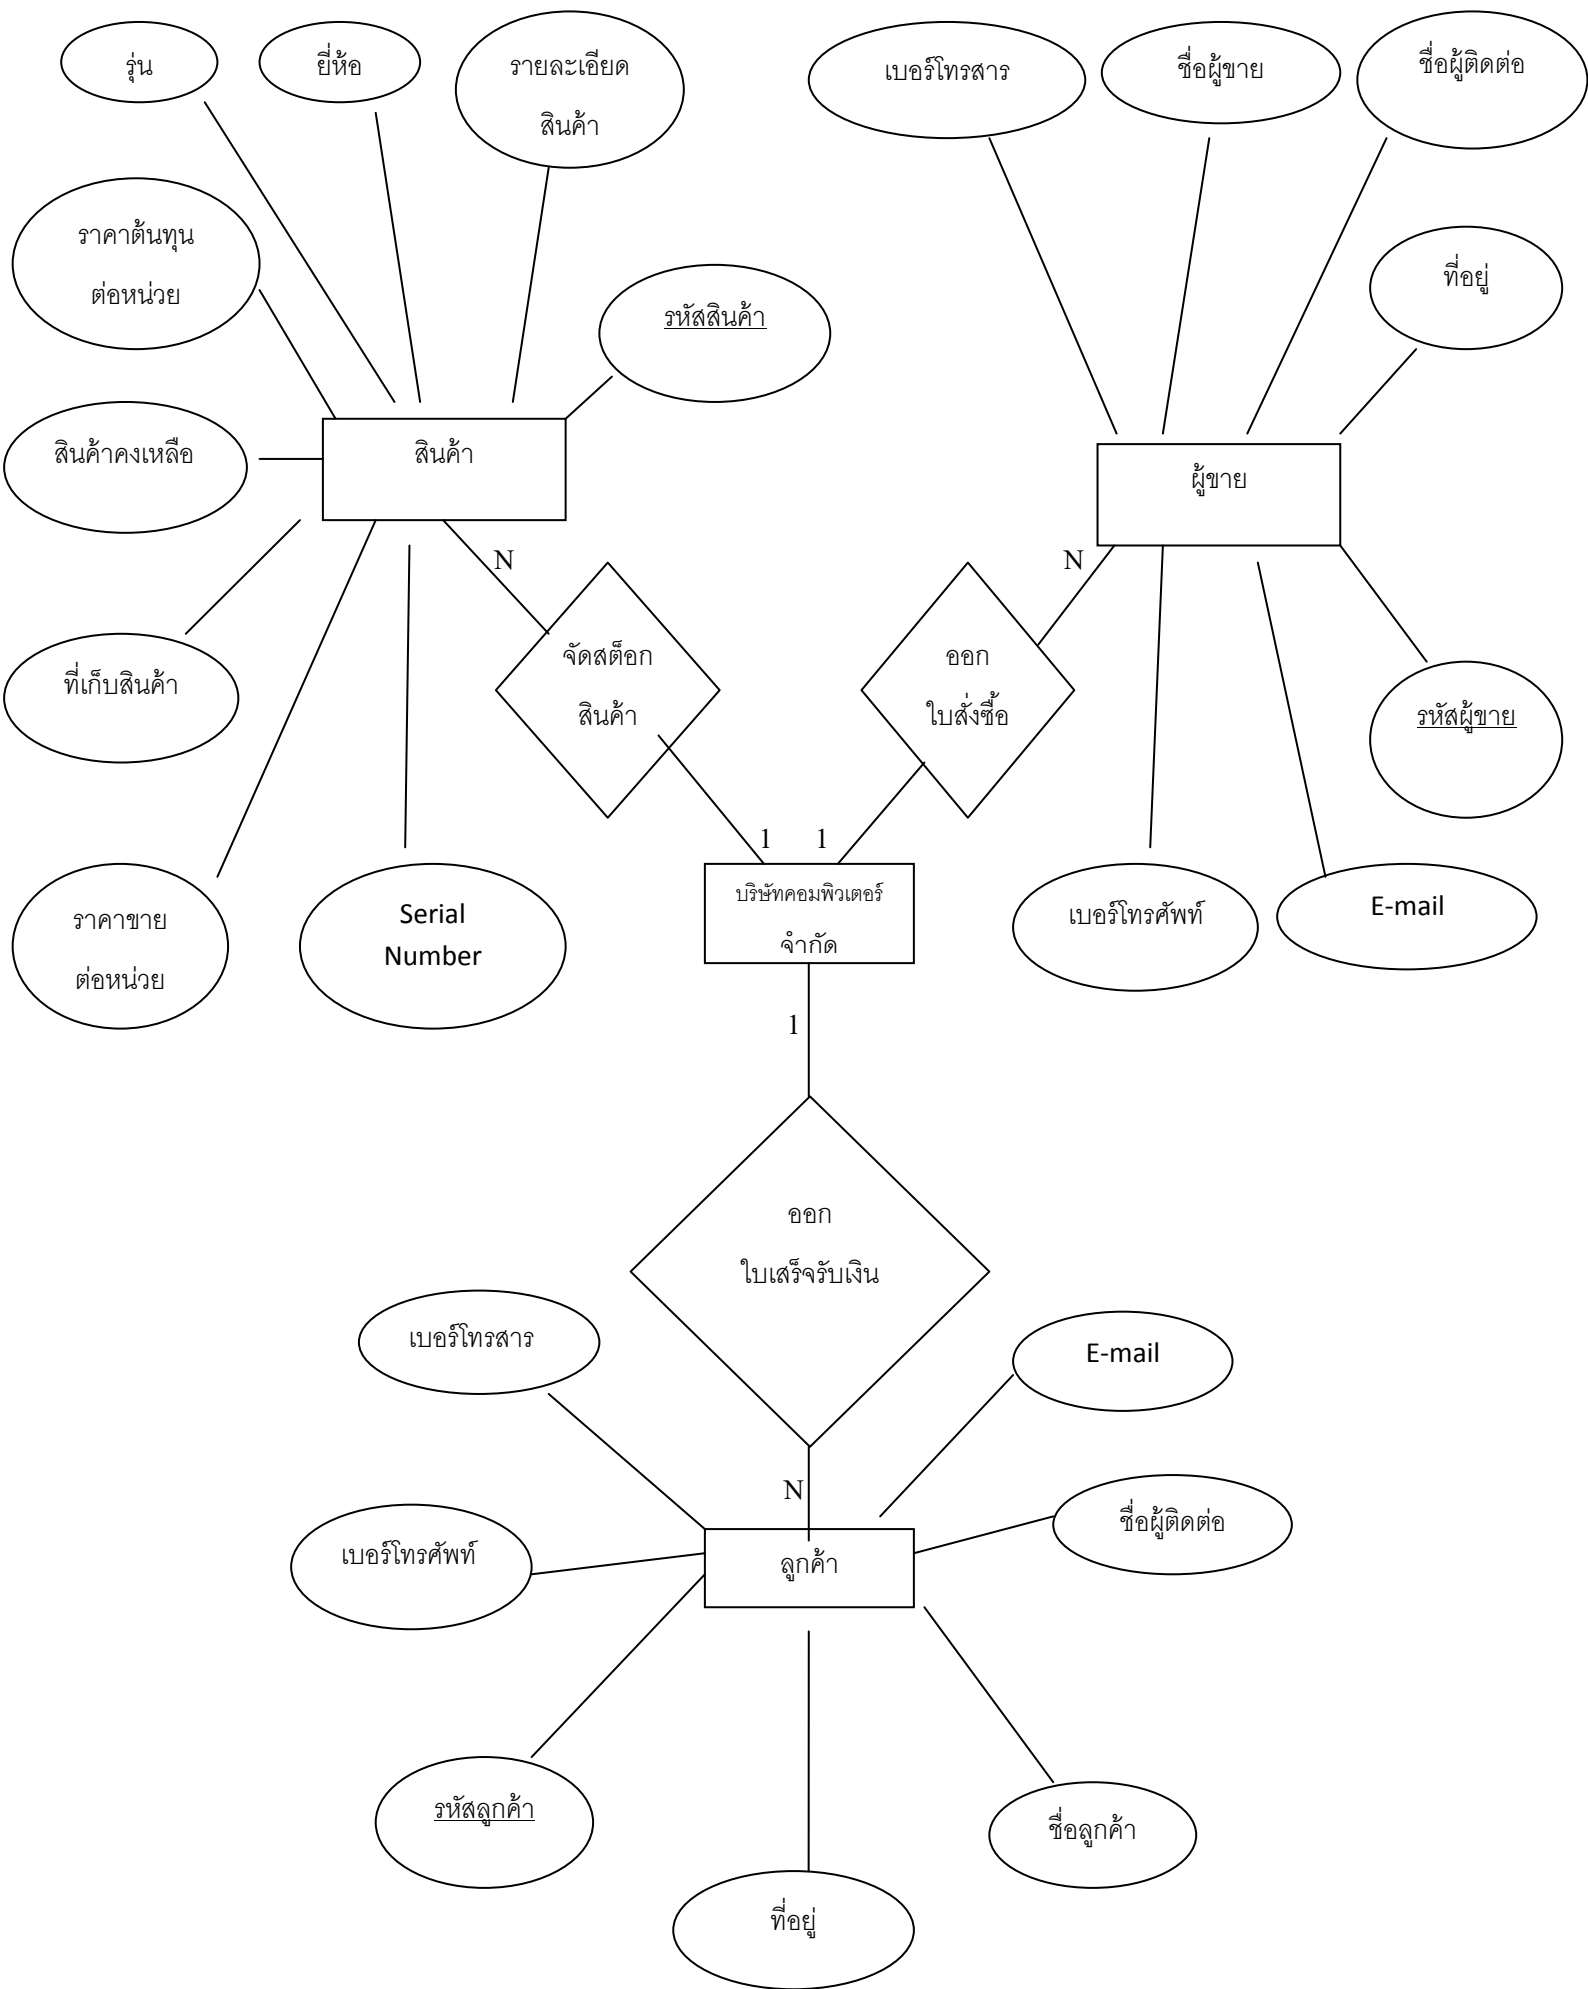 รุ่น
ยี่ห้อ
รายละเอียด
สินค้า
เบอร์โทรสาร
ชื่อผู้ขาย
ชื่อผู้ติดต่อ
ราคาต้นทุน
ต่อหน่วย
รหัสสินค้า
ที่อยู่
สินค้าคงเหลือ
สินค้า
ผู้ขาย
N
N
ที่เก็บสินค้า
จัดสต็อก
สินค้า
ออก
ใบสั่งซื้อ
รหัสผู้ขาย
1
1
ราคาขาย
ต่อหน่วย
Serial
Number
บริษัทคอมพิวเตอร์
จำกัด
เบอร์โทรศัพท์
E-mail
1
ออก
ใบเสร็จรับเงิน
เบอร์โทรสาร
E-mail
N
ชื่อผู้ติดต่อ
เบอร์โทรศัพท์
ลูกค้า
รหัสลูกค้า
ชื่อลูกค้า
ที่อยู่